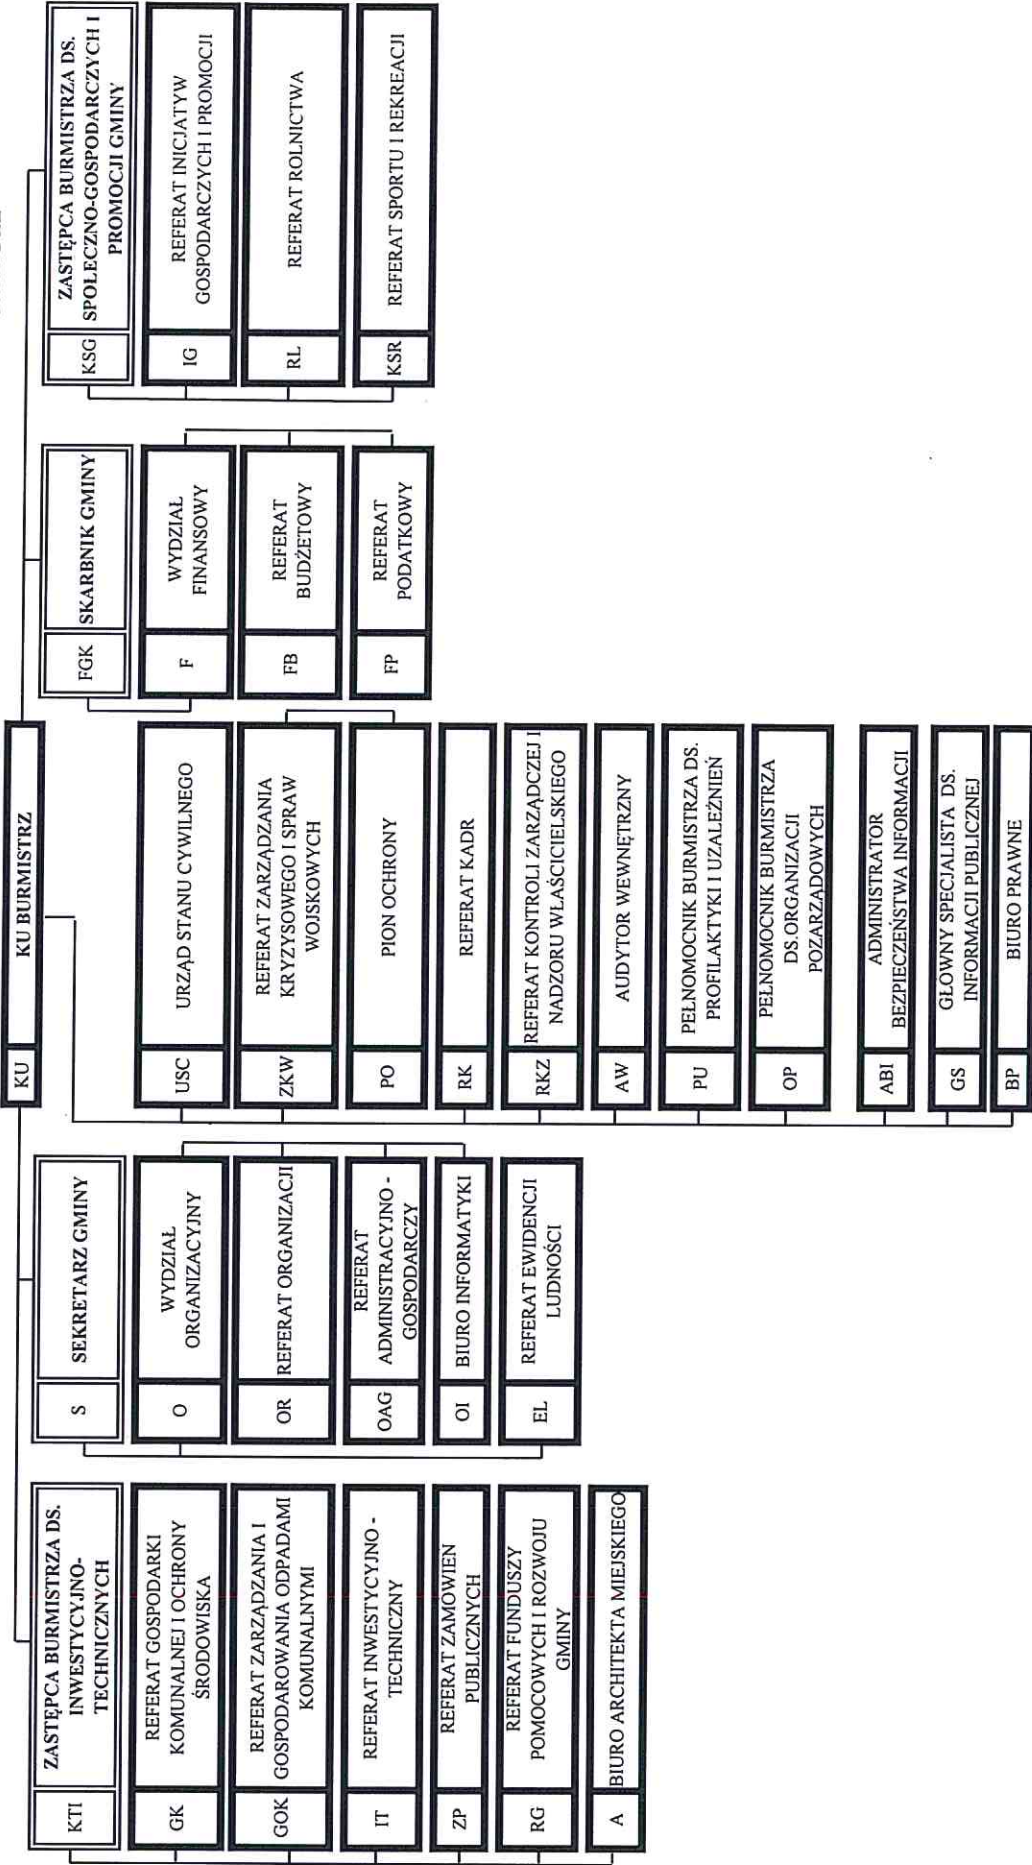 KU
KU BURMISTRZ
KTI
ZASTĘPCA BURMISTRZA DS.
INWESTYCYJNO-
TECHNICZNYCH
GK
REFERAT GOSPODARKI
KOMUNALNEJ I OCHRONY
ŚRODOWISKA
GOK
REFERAT ZARZĄDZANIA I
GOSPODAROWANIA ODPADAMI
KOMUNALNYMI
IT
REFERAT INWESTYCYJNO -
TECHNICZNY
ZP
REFERAT ZAMOWIEN
PUBLICZNYCH
RG
REFERAT FUNDUSZY
POMOCOWYCH I ROZWOJU
GMINY
A
BIURO ARCHITEKTA MIEJSKIEGO
S
SEKRETARZ GMINY
O
WYDZIAŁ
ORGANIZACYJNY
OR
REFERAT ORGANIZACJI
OAG
REFERAT
ADMINISTRACYJNO -
GOSPODARCZY
OI
BIURO INFORMATYKI
EL
REFERAT EWIDENCJI
LUDNOŚCI
USC
URZĄD STANU CYWILNEGO
ZKW
REFERAT ZARZĄDZANIA
KRYZYSOWEGO I SPRAW
WOJSKOWYCH
PO
PION OCHRONY
RK
REFERAT KADR
RKZ
REFERAT KONTROLI ZARZĄDCZEJ I
NADZORU WŁAŚCICIELSKIEGO
AW
AUDYTOR WEWNĘTRZNY
PU
PEŁNOMOCNIK BURMISTRZA DS.
PROFILAKTYKI I UZALEŻNIEŃ
OP
PEŁNOMOCNIK BURMISTRZA
DS.ORGANIZACJI
POZARZĄDOWYCH
ABI
ADMINISTRATOR
BEZPIECZEŃSTWA INFORMACJI
GS
GŁOWNY SPECJALISTA DS.
INFORMACJI PUBLICZNEJ
BP
BIURO PRAWNE
FGK
SKARBNIK GMINY
F
WYDZIAŁ
FINANSOWY
FB
REFERAT
BUDŻETOWY
FP
REFERAT
PODATKOWY
KSG
ZASTĘPCA BURMISTRZA DS.
SPOŁECZNO-GOSPODARCZYCH I
PROMOCJI GMINY
IG
REFERAT INICJATYW
GOSPODARCZYCH I PROMOCJI
RL
REFERAT ROLNICTWA
KSR
REFERAT SPORTU I REKREACJI